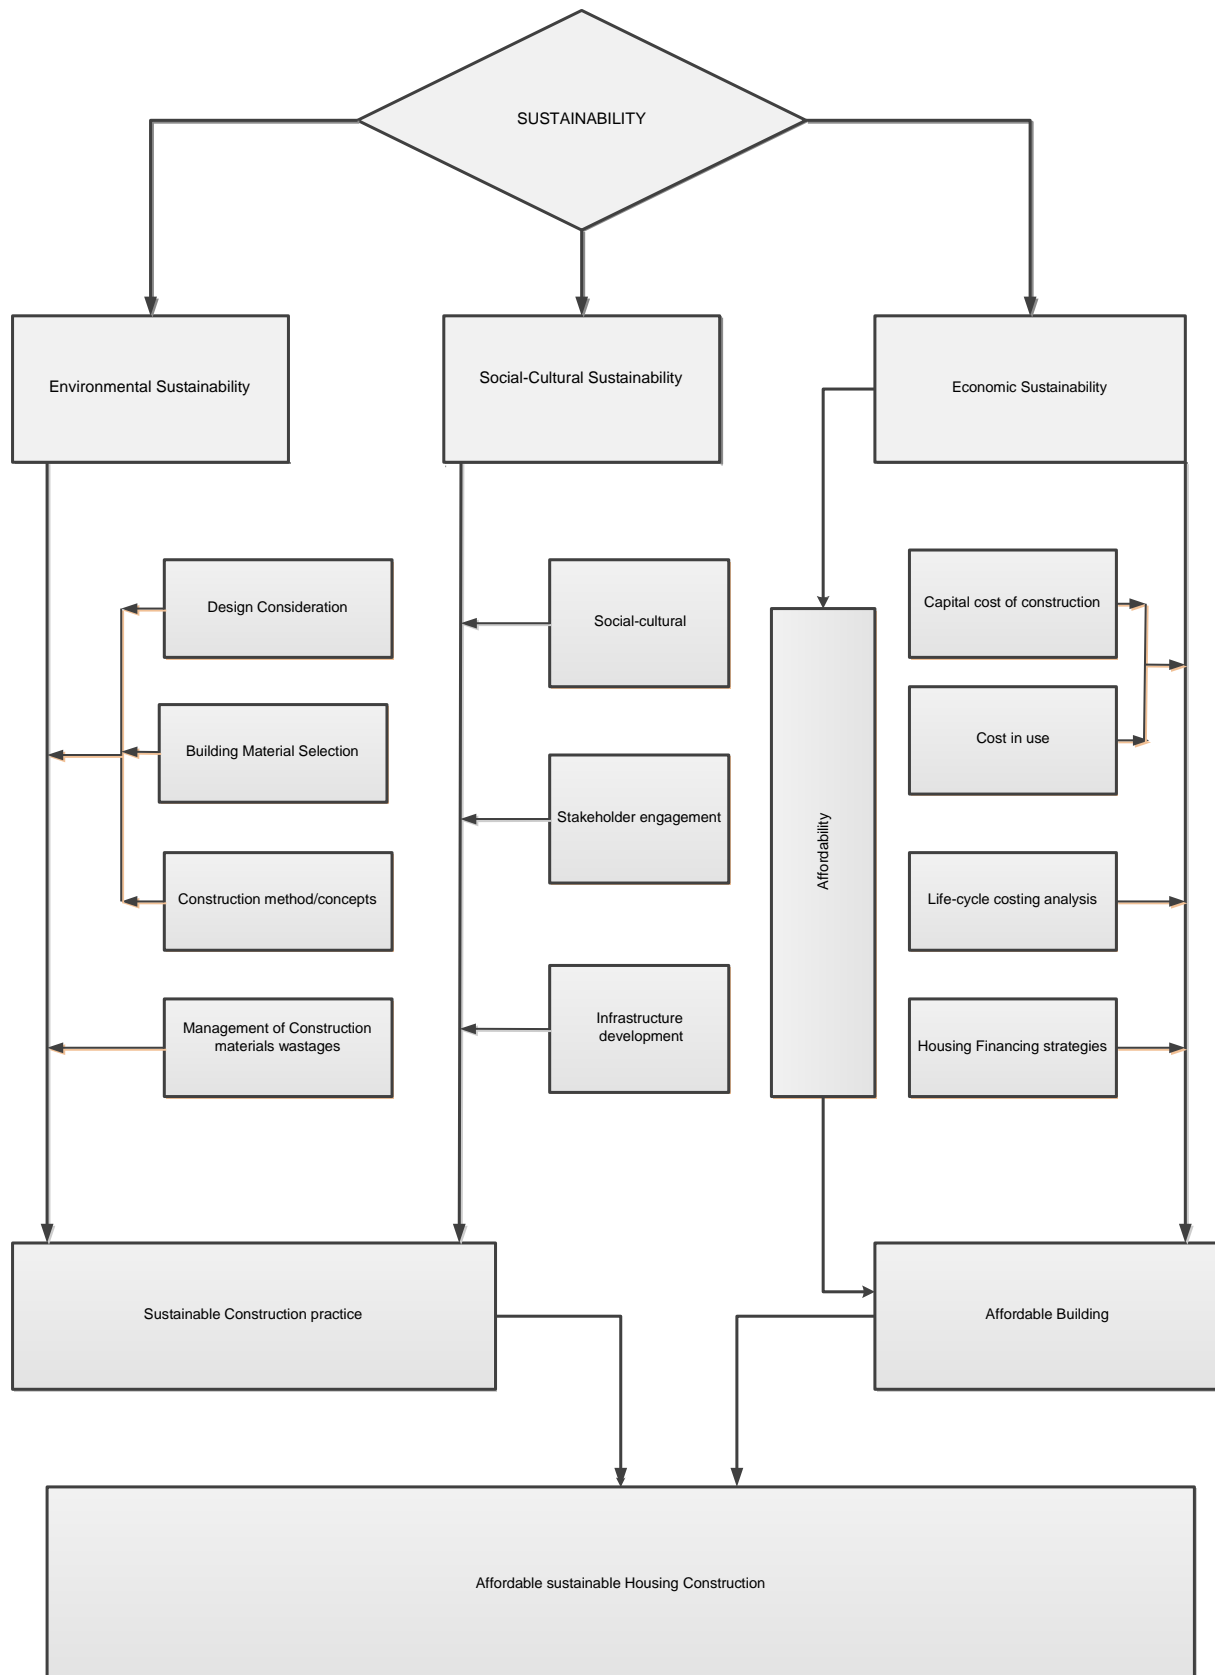 SUSTAINABILITY
Environmental Sustainability
Social-Cultural Sustainability
Economic Sustainability
Design Consideration
Building Material Selection
Construction method/concepts
Management of Construction
materials wastages
Social-cultural
Stakeholder engagement
Infrastructure
development
Affordability
Capital cost of construction
Cost in use
Life-cycle costing analysis
Housing Financing strategies
Sustainable Construction practice
Affordable Building
Affordable sustainable Housing Construction